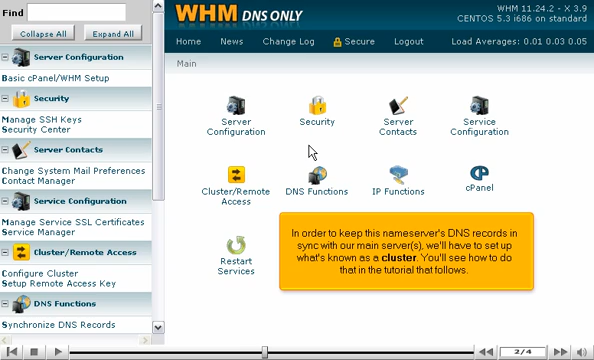 Find
Collapse All
Expand All
Server Configuration
Basic cPanel/WHM Setup
Security
Manage SSH Keys
Security Center
Server Contacts
Change System Mail Preferences
Contact Manager
Service Configuration
Manage Service SSL Certificates
Service Manager
Cluster/Remote Access
Configure Cluster
Setup Remote Access Key
DNS Functions
Synchronize DNS Records
WHM DNS ONLY
WHM 11.24.2 - X 3.9
CENTOS 5.3 i686 on standard
Home News Change Log Secure Logout Load Averages: 0.01 0.03 0.05
Main
Server Configuration
Security
Server Contacts
Service Configuration
Cluster/Remote Access
DNS Functions
IP Functions
cPanel
Restart Services
In order to keep this nameserver's DNS records in
sync with our main server(s), we'll have to set up
what's known as a cluster. You'll see how to do
that in the tutorial that follows.
2/4